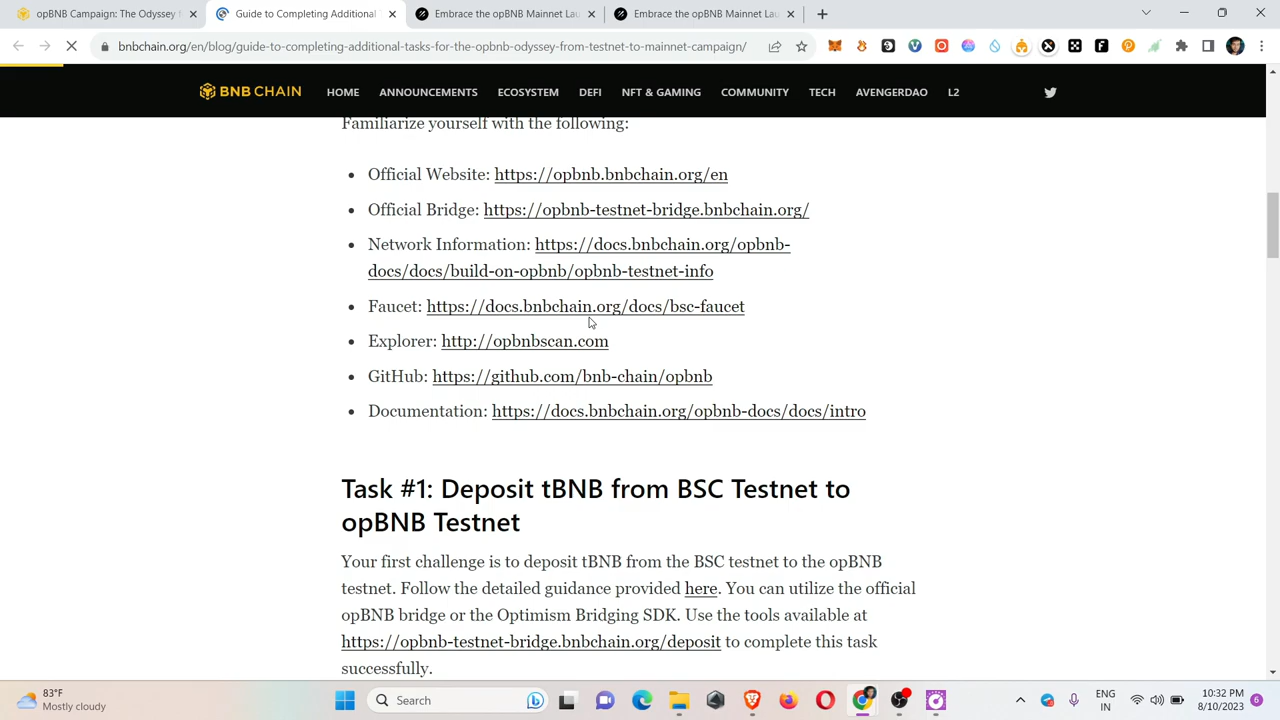 opBNB Campaign: The Odyssey
Guide to Completing Additional
Embrace the opBNB Mainnet Lau
Embrace the opBNB Mainnet Lau
bnbchain.org/en/blog/guide-to-completing-additional-tasks-for-the-opbnb-odyssey-from-testnet-to-mainnet-campaign/
BNB CHAIN
HOME ANNOUNCEMENTS ECOSYSTEM DEFI NFT & GAMING COMMUNITY TECH AVENGERDAO L2
Familiarize yourself with the following:
• Official Website: https://opbnb.bnbchain.org/en
• Official Bridge: https://opbnb-testnet-bridge.bnbchain.org/
• Network Information: https://docs.bnbchain.org/opbnb-
docs/docs/build-on-opbnb/opbnb-testnet-info
• Faucet: https://docs.bnbchain.org/docs/bsc-faucet
• Explorer: http://opbnbscan.com
• GitHub: https://github.com/bnb-chain/opbnb
• Documentation: https://docs.bnbchain.org/opbnb-docs/docs/intro
Task #1: Deposit tBNB from BSC Testnet to
opBNB Testnet
Your first challenge is to deposit tBNB from the BSC testnet to the opBNB
testnet. Follow the detailed guidance provided here. You can utilize the official
opBNB bridge or the Optimism Bridging SDK. Use the tools available at
https://opbnb-testnet-bridge.bnbchain.org/deposit to complete this task
successfully.
83°F
Mostly cloudy
Search
ENG
IN
10:32 PM
8/10/2023
6